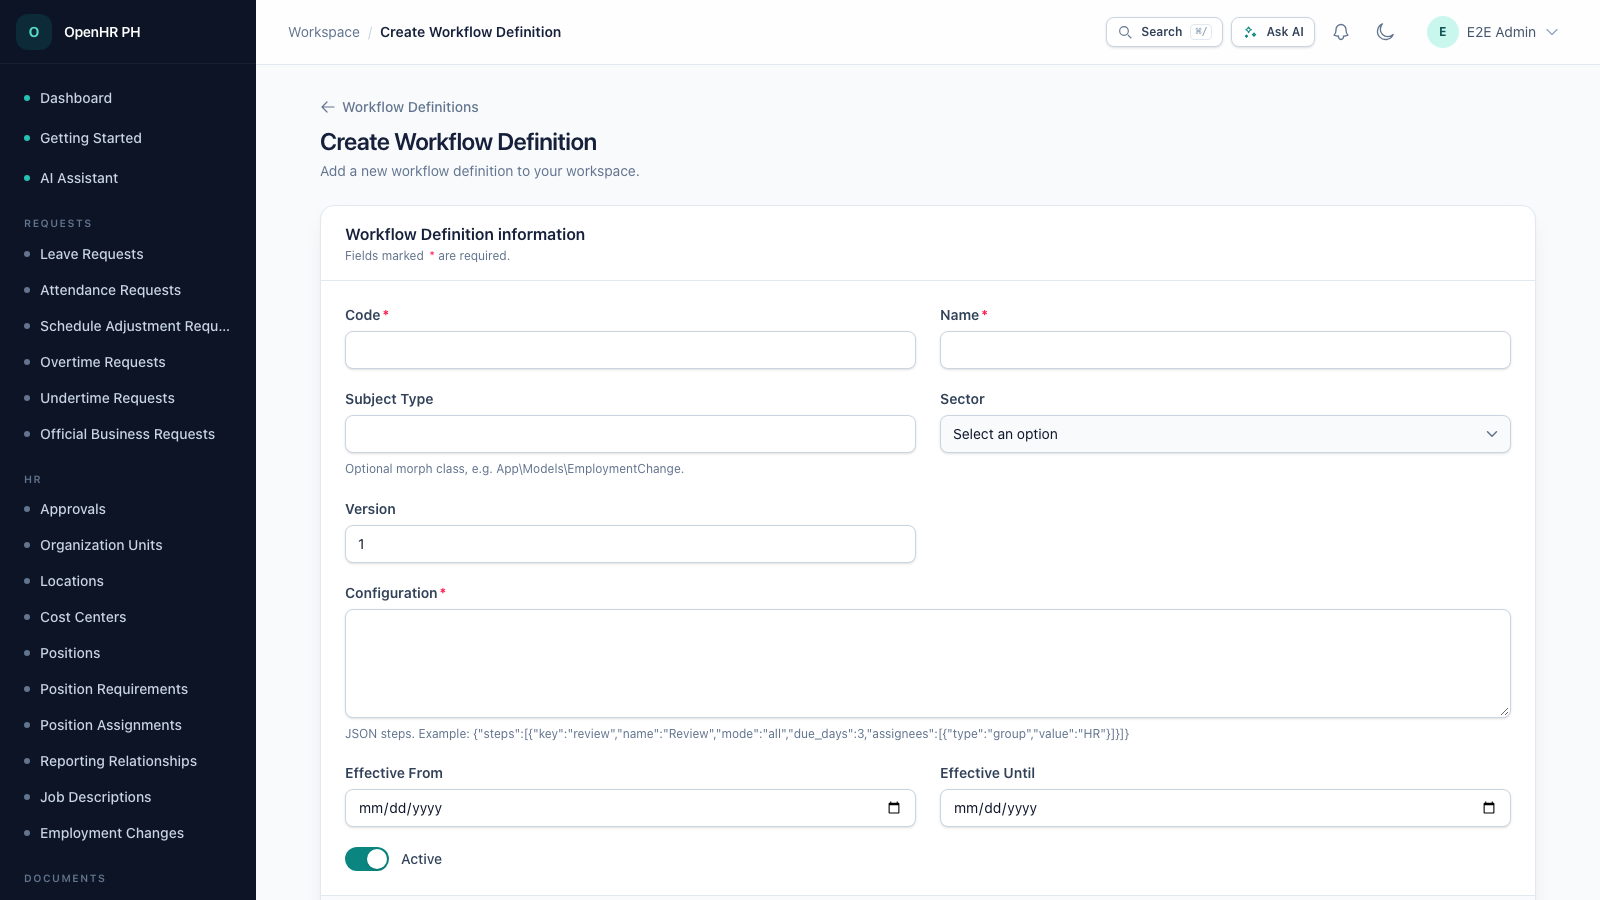 O OpenHR PH
Dashboard
Getting Started
AI Assistant
REQUESTS
Leave Requests
Attendance Requests
Schedule Adjustment Requ...
Overtime Requests
Undertime Requests
Official Business Requests
HR
Approvals
Organization Units
Locations
Cost Centers
Positions
Position Requirements
Position Assignments
Reporting Relationships
Job Descriptions
Employment Changes
DOCUMENTS
Workspace / Create Workflow Definition
Search ⌘/
Ask AI
E E2E Admin
← Workflow Definitions
Create Workflow Definition
Add a new workflow definition to your workspace.
Workflow Definition information
Fields marked * are required.
Code*
Name*
Subject Type
Optional morph class, e.g. App\Models\EmploymentChange.
Sector
Select an option
Version
1
Configuration*
JSON steps. Example: {"steps":[{"key":"review","name":"Review","mode":"all","due_days":3,"assignees":[{"type":"group","value":"HR"}]}]}
Effective From
mm/dd/yyyy
Effective Until
mm/dd/yyyy
Active